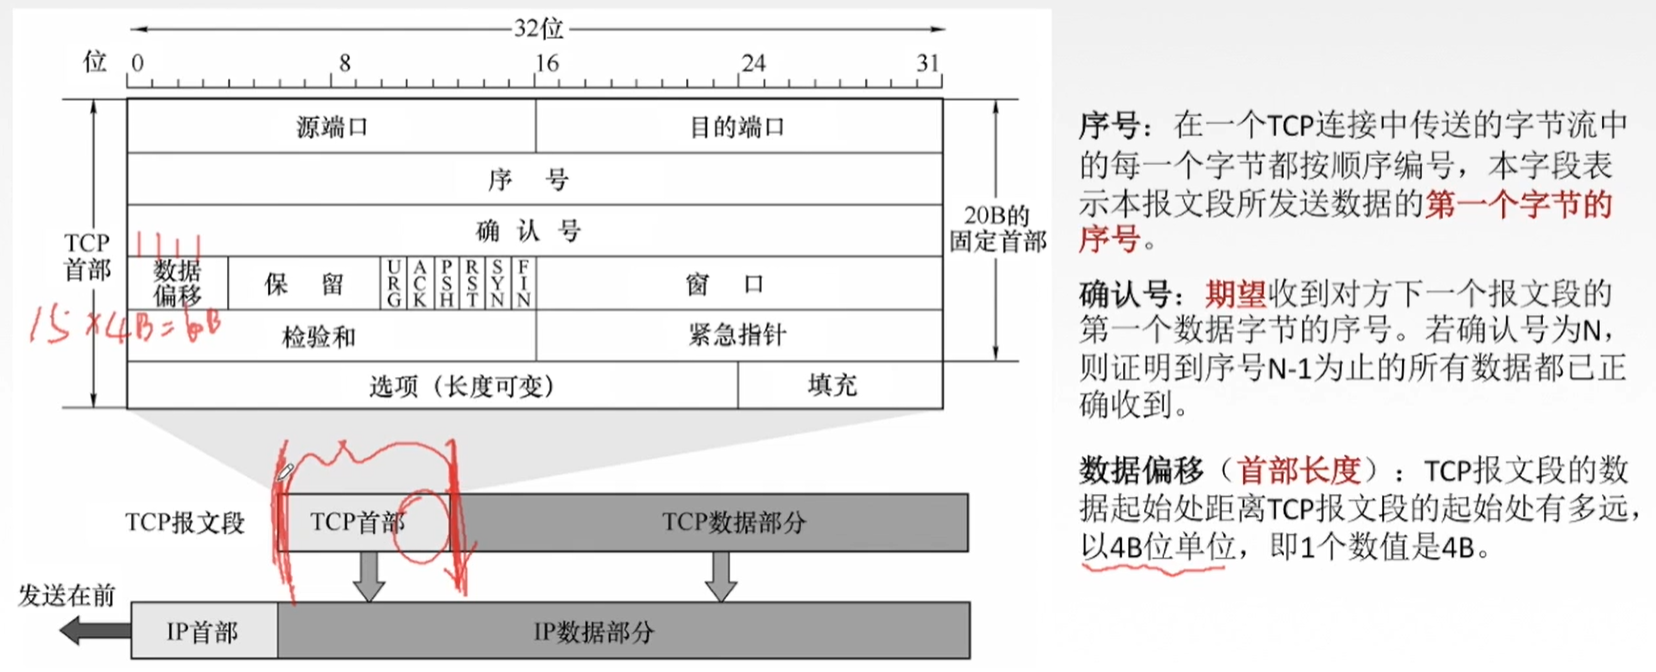 32位
位 0 8 16 24 31
源端口 目的端口
序 号
确 认 号
TCP
首部
1 1 1 1
数据
偏移
保 留
URG ACK PSH RST SYN FIN
窗 口
15×4B=60B
检验和 紧急指针
选项（长度可变） 填充
20B的
固定首部
TCP报文段 TCP首部 TCP数据部分
发送在前
IP首部 IP数据部分
序号：在一个TCP连接中传送的字节流中
的每一个字节都按顺序编号，本字段表
示本报文段所发送数据的第一个字节的
序号。
确认号：期望收到对方下一个报文段的
第一个数据字节的序号。若确认号为N，
则证明到序号N-1为止的所有数据都已正
确收到。
数据偏移（首部长度）：TCP报文段的数
据起始处距离TCP报文段的起始处有多远，
以4B位单位，即1个数值是4B。